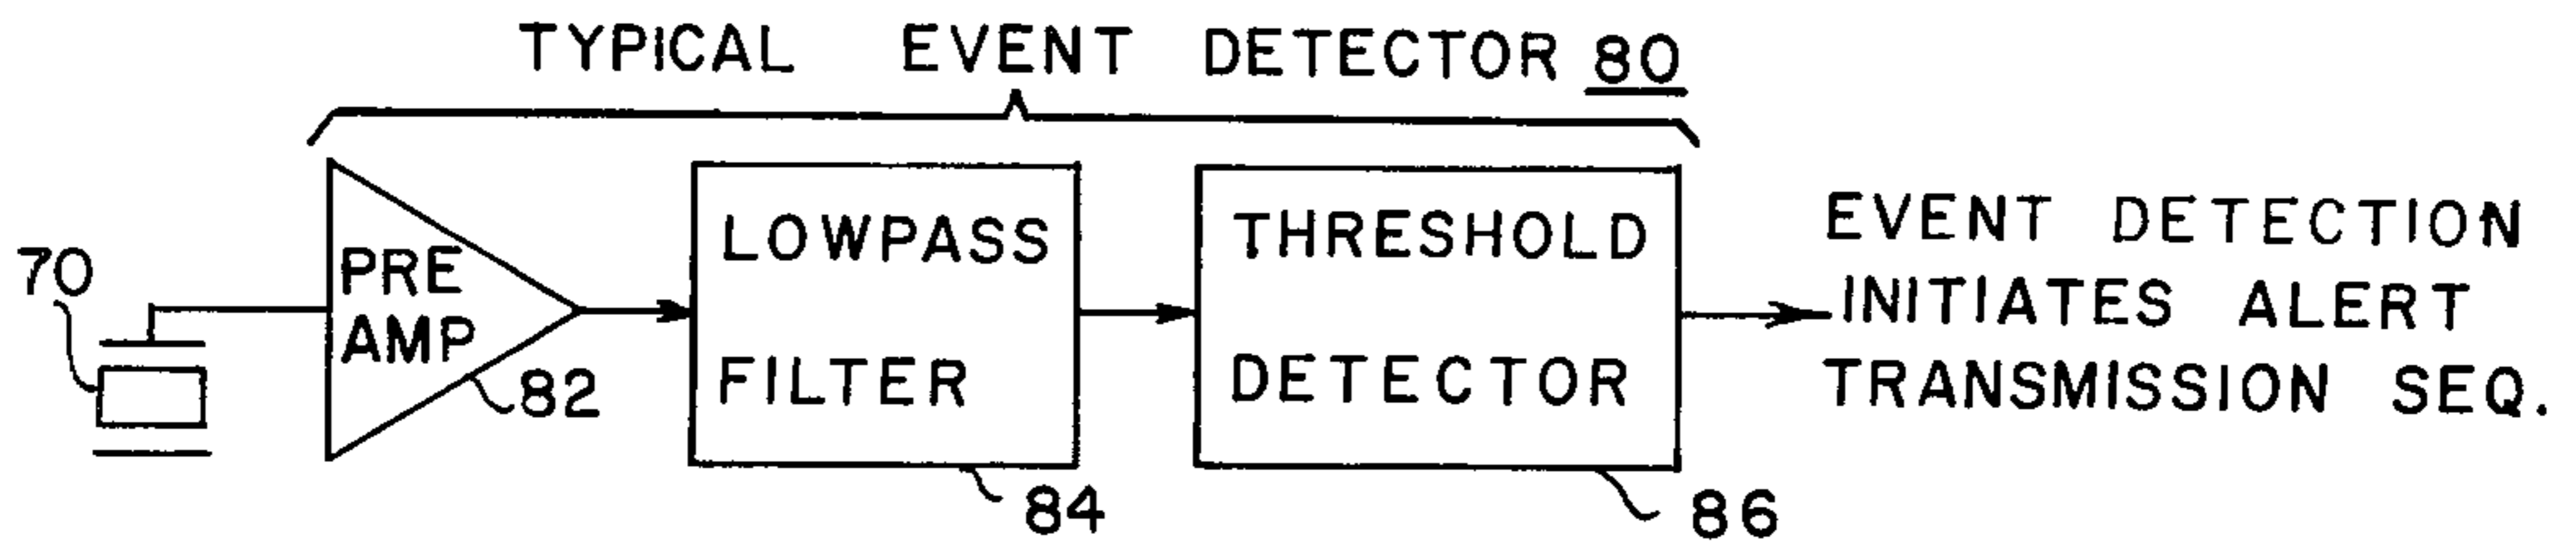 TYPICAL EVENT DETECTOR 80
70
PRE
AMP
82
LOWPASS
FILTER
84
THRESHOLD
DETECTOR
86
EVENT DETECTION
INITIATES ALERT
TRANSMISSION SEQ.